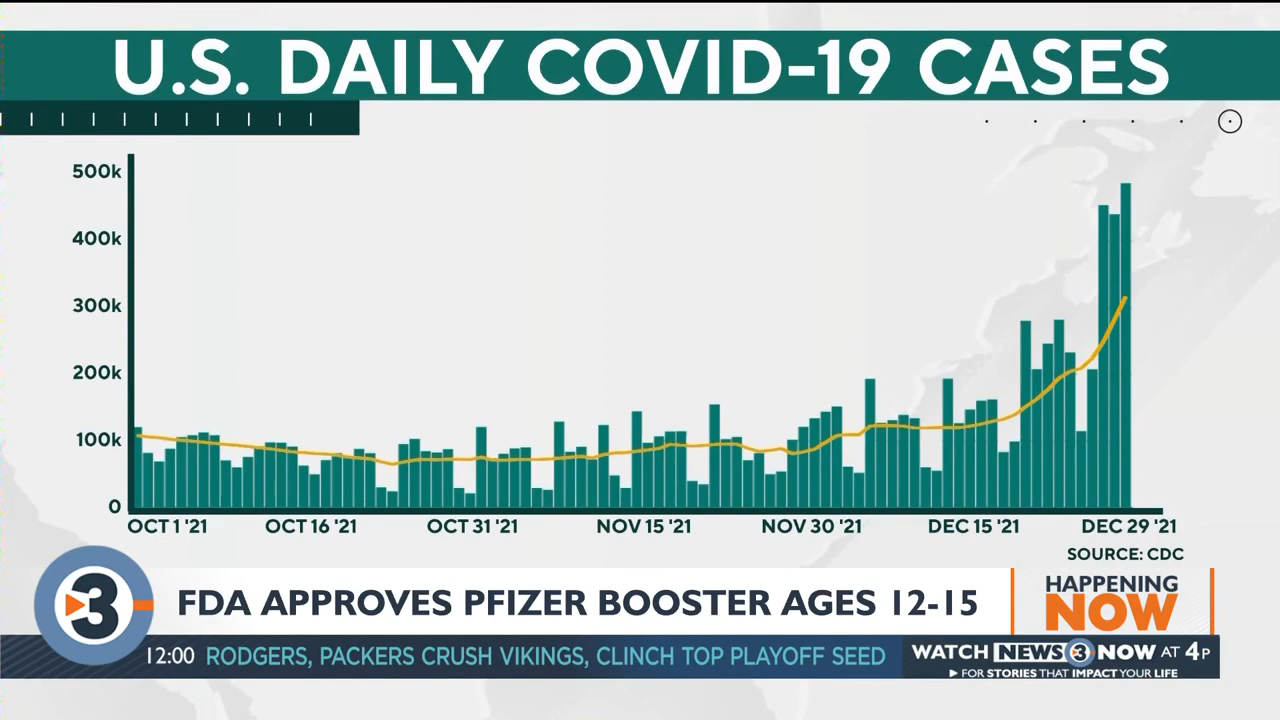 U.S. DAILY COVID-19 CASES
500k
400k
300k
200k
100k
0
OCT 1 '21 OCT 16 '21 OCT 31 '21 NOV 15 '21 NOV 30 '21 DEC 15 '21 DEC 29 '21
SOURCE: CDC
3 FDA APPROVES PFIZER BOOSTER AGES 12-15
HAPPENING
NOW
12:00 RODGERS, PACKERS CRUSH VIKINGS, CLINCH TOP PLAYOFF SEED
WATCH NEWS 3 NOW AT 4P
FOR STORIES THAT IMPACT YOUR LIFE